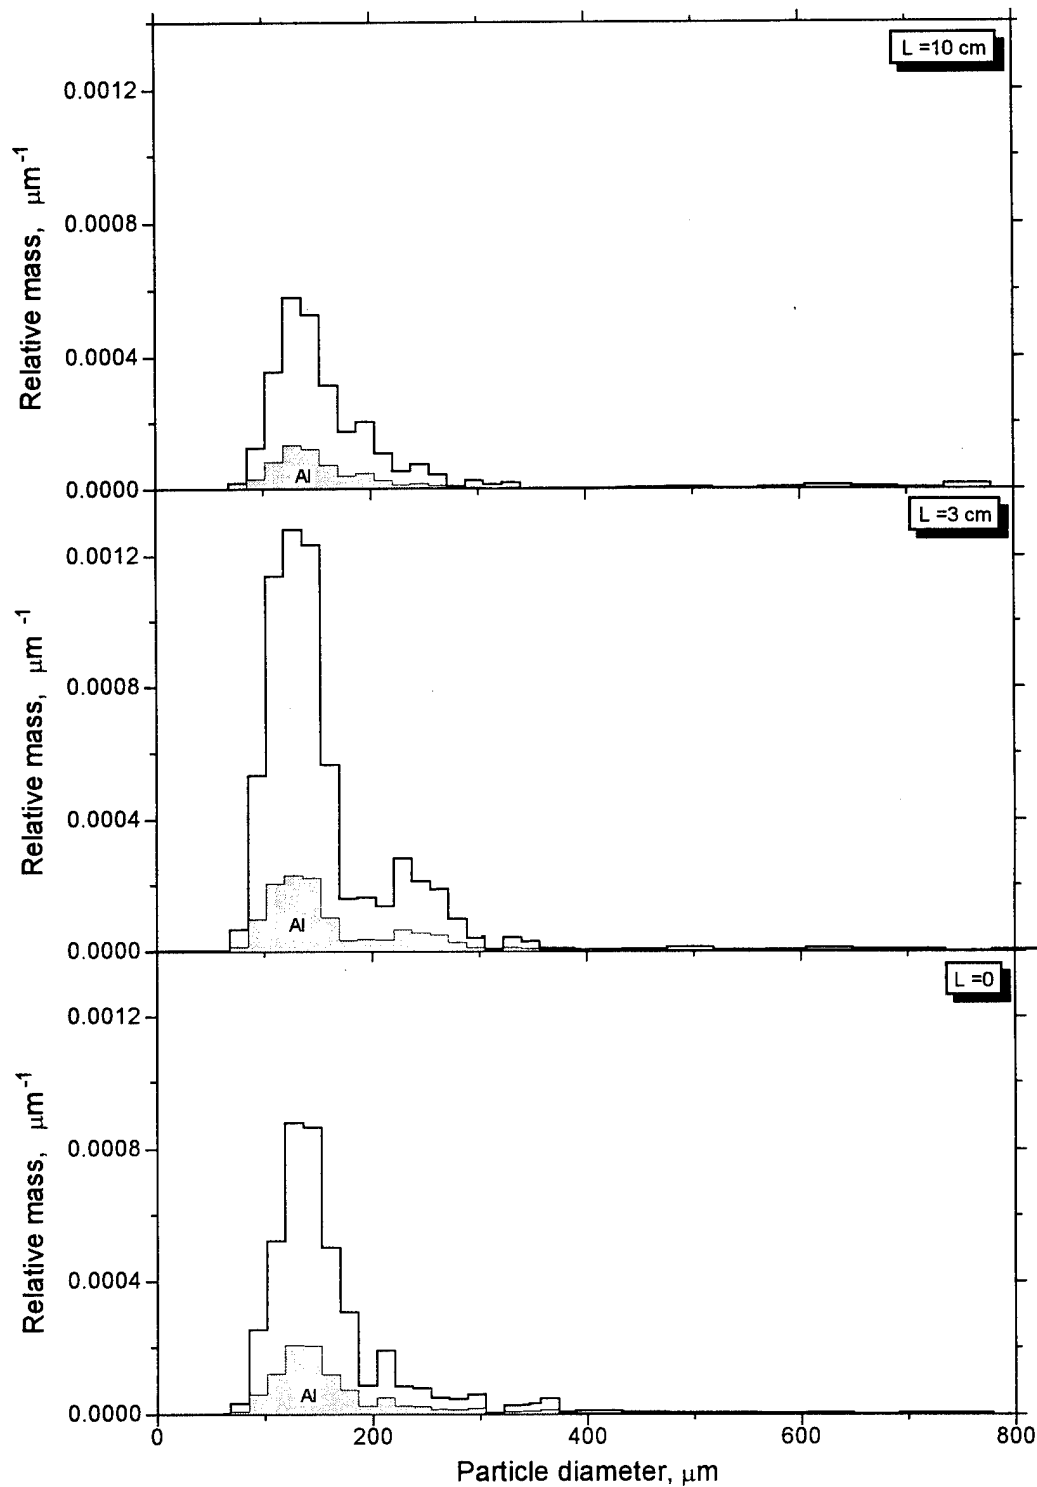 L =10 cm
0.0012
0.0008
0.0004
0.0000
Relative mass, μm⁻¹
Al
L =3 cm
0.0012
0.0008
0.0004
0.0000
Relative mass, μm⁻¹
Al
L =0
0.0012
0.0008
0.0004
0.0000
Relative mass, μm⁻¹
Al
0 200 400 600 800
Particle diameter, μm